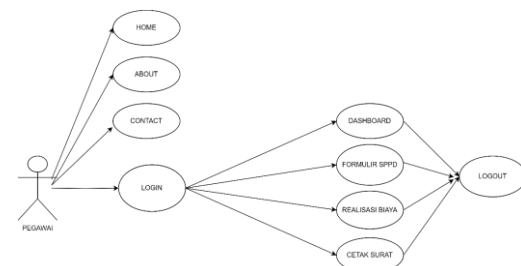 HOME
ABOUT
CONTACT
LOGIN
PEGAWAI
DASHBOARD
FORMULIR SPPD
REALISASI BIAYA
CETAK SURAT
LOGOUT